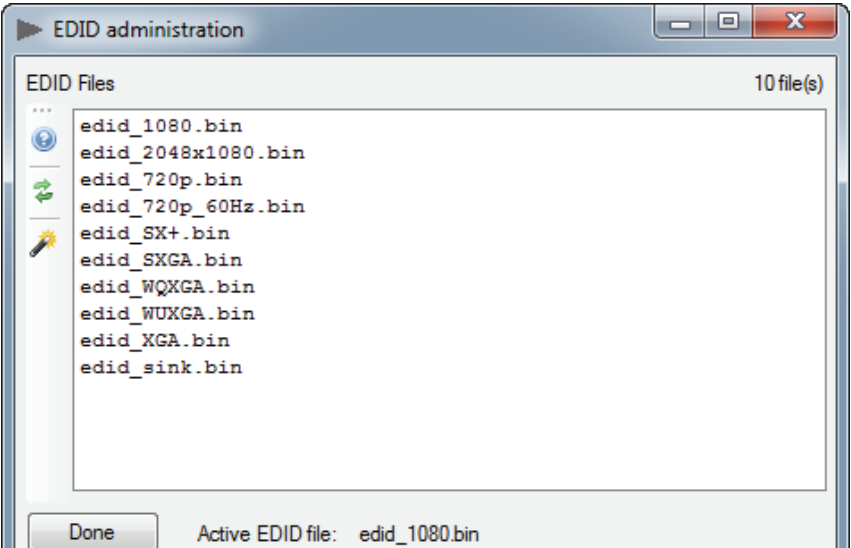 EDID administration
EDID Files 10 file(s)
edid_1080.bin
edid_2048x1080.bin
edid_720p.bin
edid_720p_60Hz.bin
edid_SX+.bin
edid_SXGA.bin
edid_WQXGA.bin
edid_WUXGA.bin
edid_XGA.bin
edid_sink.bin
Done Active EDID file: edid_1080.bin